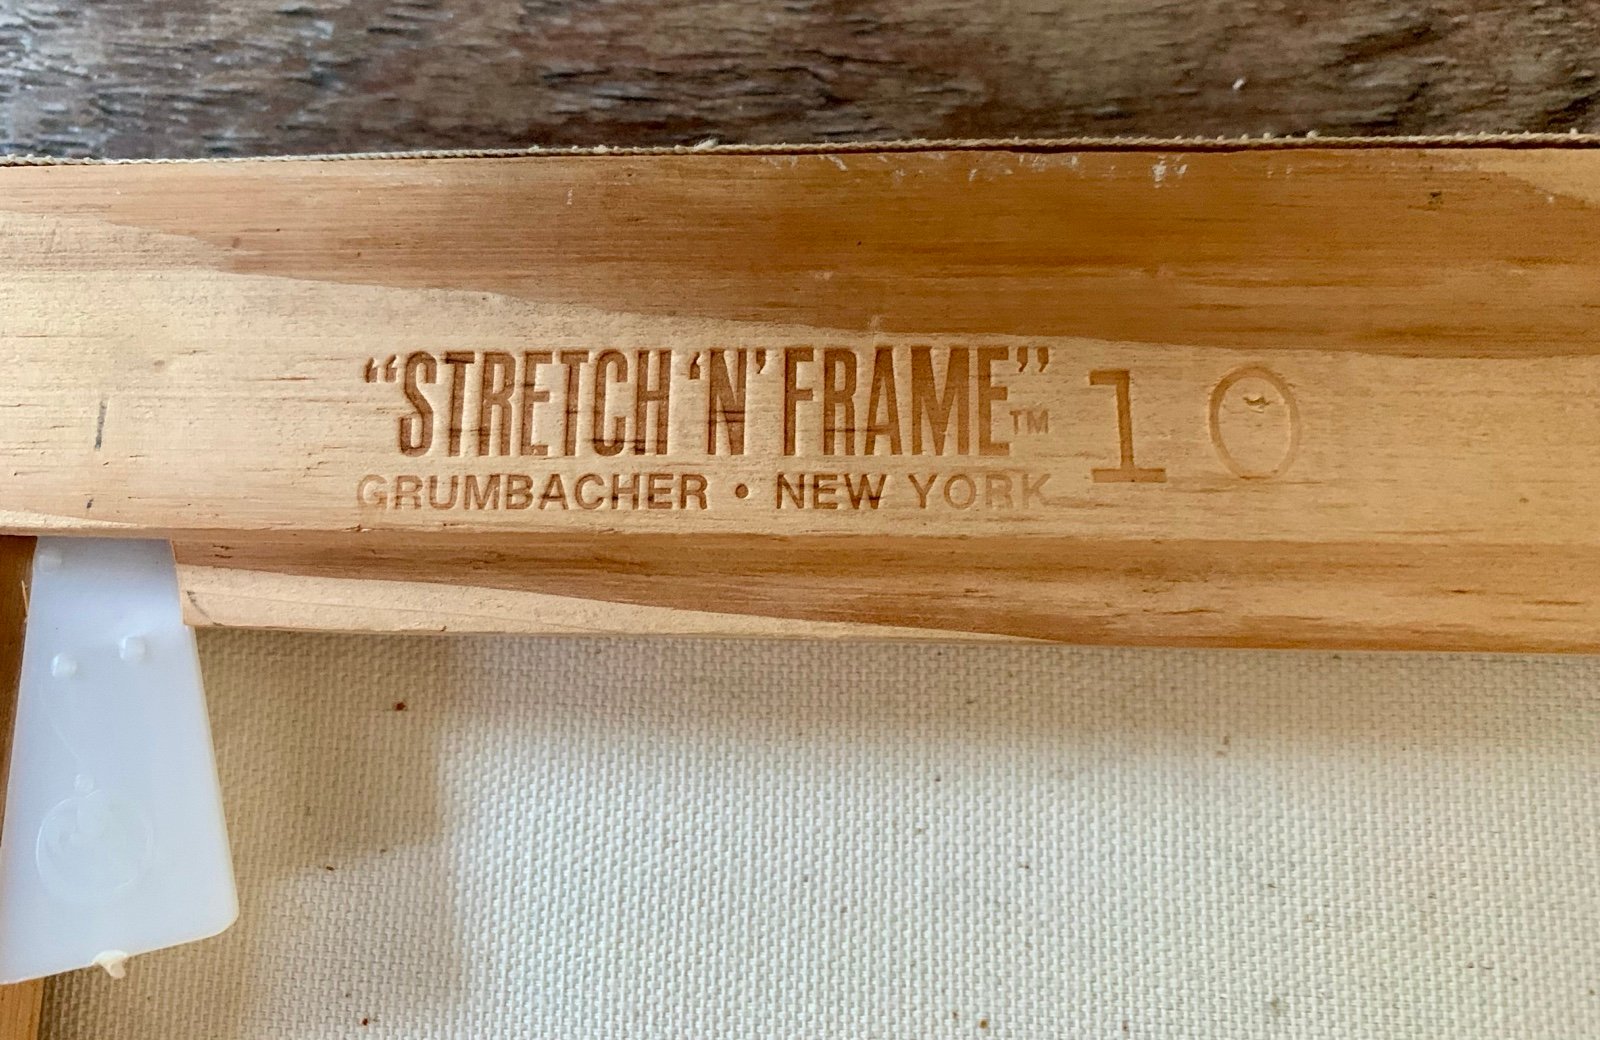 “STRETCH ‘N’ FRAME”™ 10
GRUMBACHER • NEW YORK